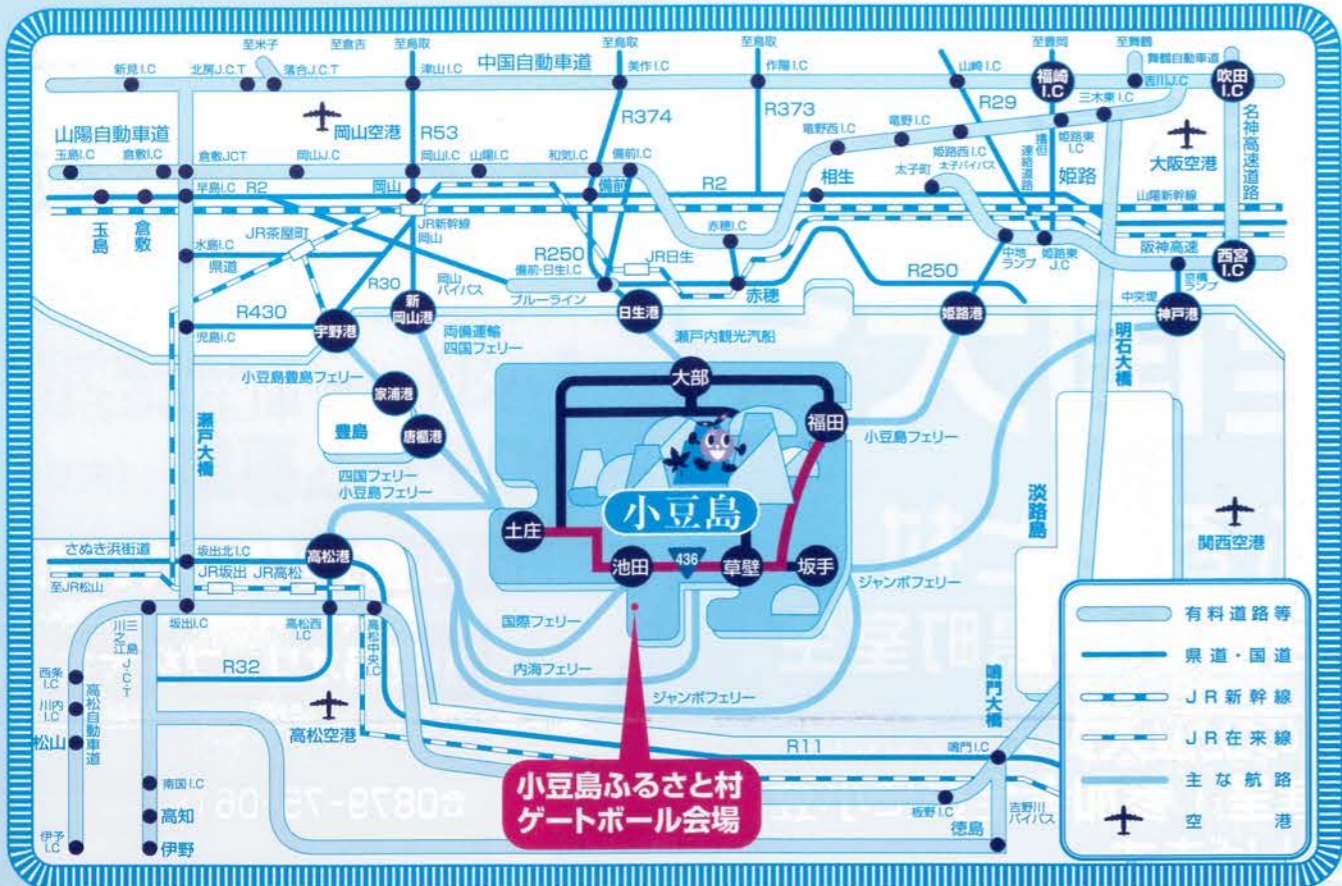 至米子
至倉吉
至鳥取
至鳥取
至鳥取
至豊岡
至舞鶴
新見I.C
北房J.C.T
落合J.C.T
津山I.C
中国自動車道
美作I.C
作陽I.C
山崎I.C
福崎
I.C
舞鶴自動車道
吉川J.C
吹田
I.C
三木東I.C
岡山空港
R53
R374
R373
R29
大阪空港
名神高速道路
山陽自動車道
玉島I.C
倉敷I.C
倉敷JCT
岡山J.C
岡山I.C
山陽I.C
和気I.C
備前I.C
竜野西I.C
竜野I.C
姫路西I.C
太子町
太子バイパス
播但
連絡道路
姫路東
I.C
姫路
早島I.C
R2
岡山
備前
R2
相生
山陽新幹線
玉島
倉敷
JR茶屋町
JR新幹線
岡山
赤穂I.C
中地
ランプ
姫路東
J.C
阪神高速
西宮
I.C
京橋
ランプ
水島I.C
県道
R30
岡山
バイパス
R250
備前・日生I.C
JR日生
ブルーライン
赤穂
R250
中突堤
R430
児島I.C
宇野港
新
岡山港
日生港
姫路港
神戸港
両備運輸
四国フェリー
瀬戸内観光汽船
明石大橋
小豆島豊島フェリー
家浦港
豊島
唐櫃港
大部
福田
小豆島フェリー
瀬戸大橋
四国フェリー
小豆島フェリー
小豆島
淡路島
関西空港
土庄
池田
436
草壁
坂手
さぬき浜街道
坂出北I.C
高松港
至JR松山
JR坂出
JR高松
ジャンボフェリー
国際フェリー
内海フェリー
ジャンボフェリー
川之江
三島
J.C.T
坂出I.C
高松西
I.C
高松中央I.C
R32
西条
I.C
川内
I.C
松山
高松自動車道
高松空港
鳴門大橋
R11
鳴門I.C
南国I.C
高知
伊予
I.C
伊野
板野I.C
吉野川
バイパス
徳島
小豆島ふるさと村
ゲートボール会場
有料道路等
県道・国道
JR新幹線
JR在来線
主な航路
空港